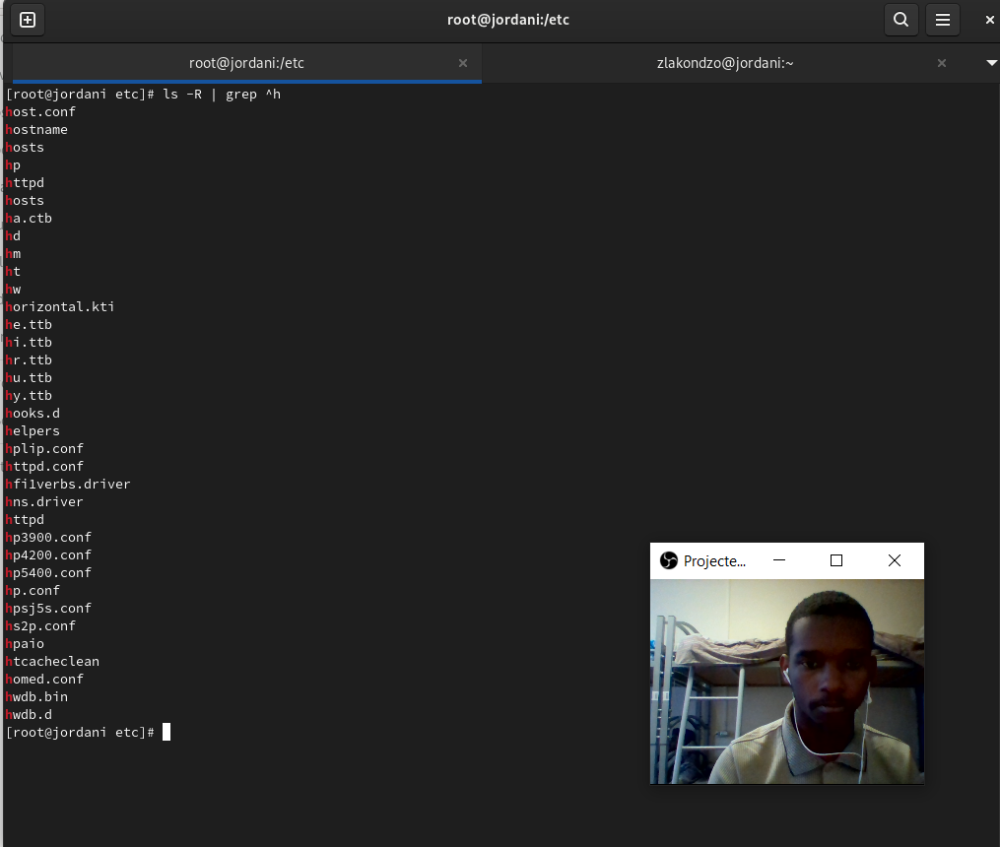 root@jordani:/etc
root@jordani:/etc
zlakondzo@jordani:~
[root@jordani etc]# ls -R | grep ^h
host.conf
hostname
hosts
hp
httpd
hosts
ha.ctb
hd
hm
ht
hw
horizontal.kti
he.ttb
hi.ttb
hr.ttb
hu.ttb
hy.ttb
hooks.d
helpers
hplip.conf
httpd.conf
hfi1verbs.driver
hns.driver
httpd
hp3900.conf
hp4200.conf
hp5400.conf
hp.conf
hpsj5s.conf
hs2p.conf
hpaio
htcacheclean
homed.conf
hwdb.bin
hwdb.d
[root@jordani etc]#
Projecte...